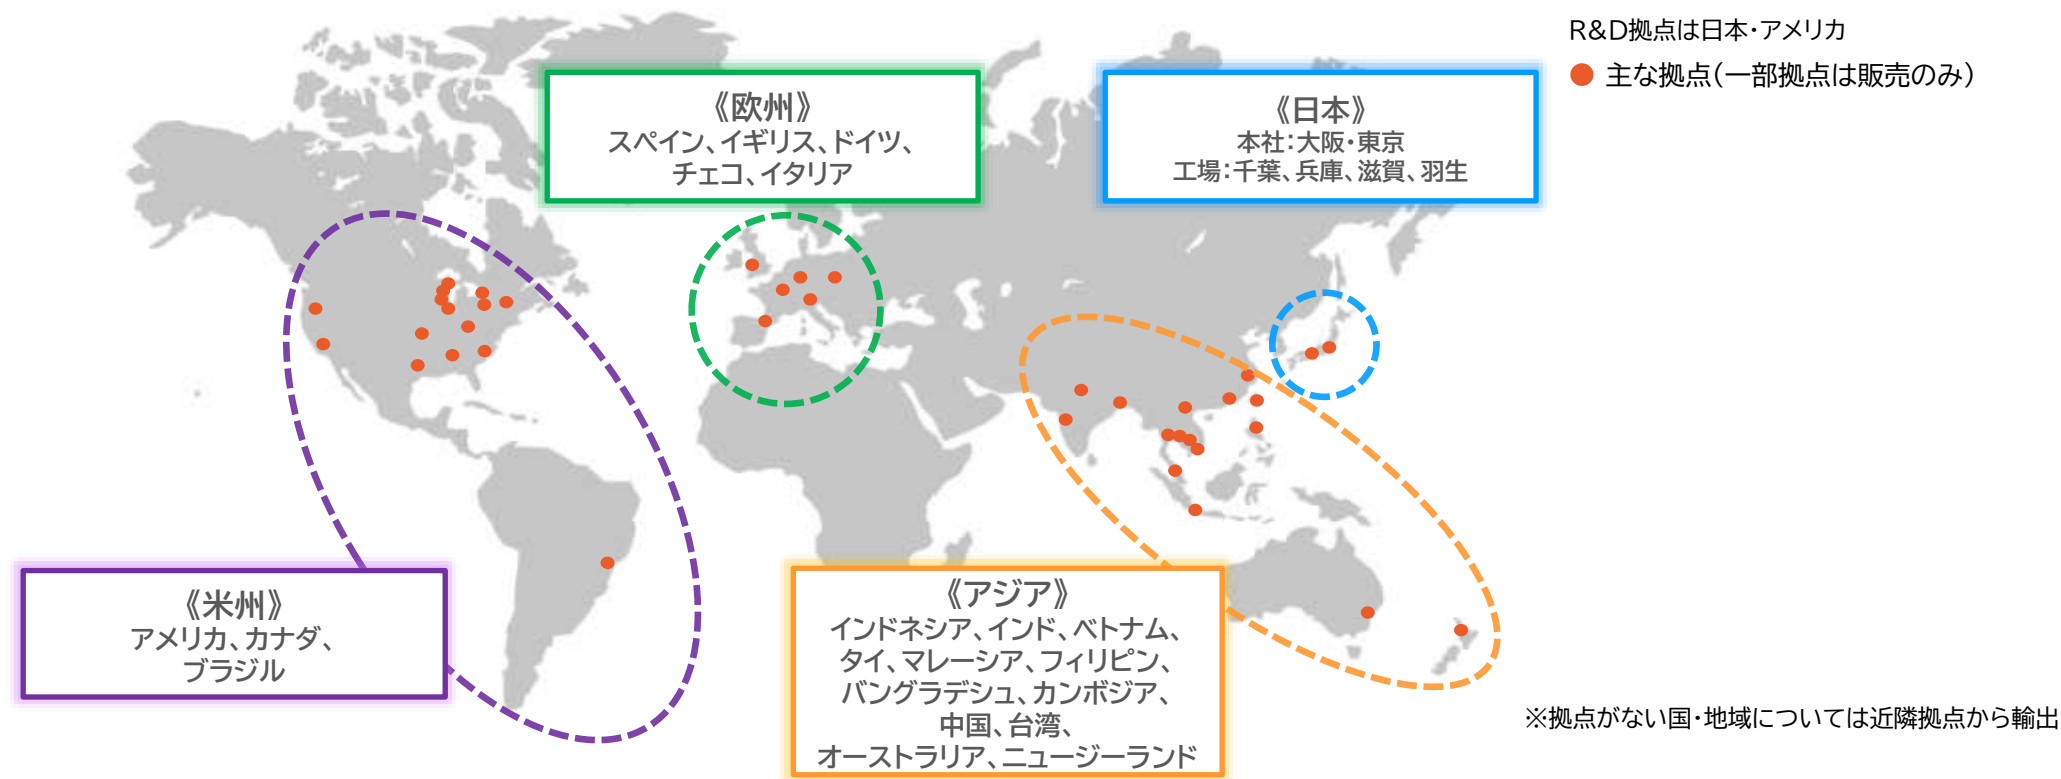 R&D拠点は日本・アメリカ
主な拠点(一部拠点は販売のみ)
《欧州》
スペイン、イギリス、ドイツ、
チェコ、イタリア
《日本》
本社:大阪・東京
工場:千葉、兵庫、滋賀、羽生
《米州》
アメリカ、カナダ、
ブラジル
《アジア》
インドネシア、インド、ベトナム、
タイ、マレーシア、フィリピン、
バングラデシュ、カンボジア、
中国、台湾、
オーストラリア、ニュージーランド
※拠点がない国・地域については近隣拠点から輸出